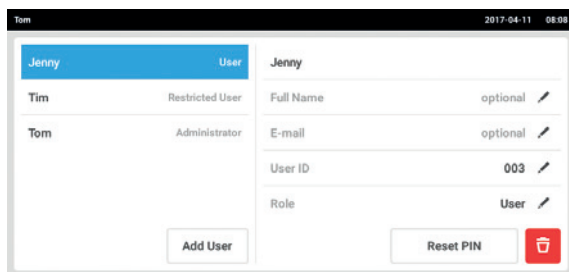 Tom 2017-04-11 08:08
Jenny User
Tim Restricted User
Tom Administrator
Add User
Jenny
Full Name optional
E-mail optional
User ID 003
Role User
Reset PIN